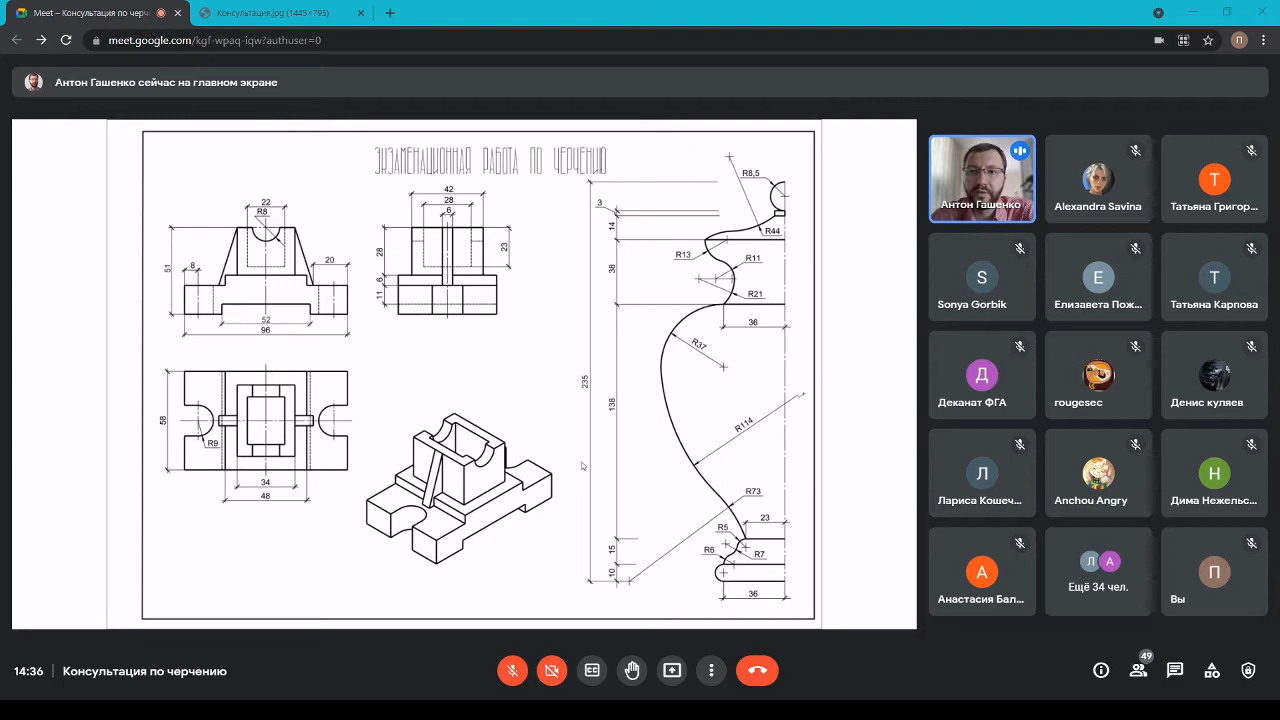 Meet – Консультация по черч
Консультация.jpg (1445×795)
meet.google.com/kgf-wpaq-iqw?authuser=0
П
Антон Гашенко сейчас на главном экране
ЭКЗАМЕНАЦИОННАЯ РАБОТА ПО ЧЕРЧЕНИЮ
22
R8
51
8
20
52
96
42
28
6
28
6
11
23
58
R9
34
48
R8,5
3
14
R44
R13
R11
38
R21
36
R37
235
138
R114
R73
23
R5
R6
R7
15
10
36
Антон Гашенко
Alexandra Savina
Т
Татьяна Григор...
S
Sonya Gorbik
Е
Елизавета Пож...
Т
Татьяна Карпова
Д
Деканат ФГА
rougesec
Денис куляев
Л
Лариса Кошеч...
Anchou Angry
Н
Дима Нежельс...
А
Анастасия Бал...
Л
А
Ещё 34 чел.
П
Вы
14:36
Консультация по черчению
CC
49